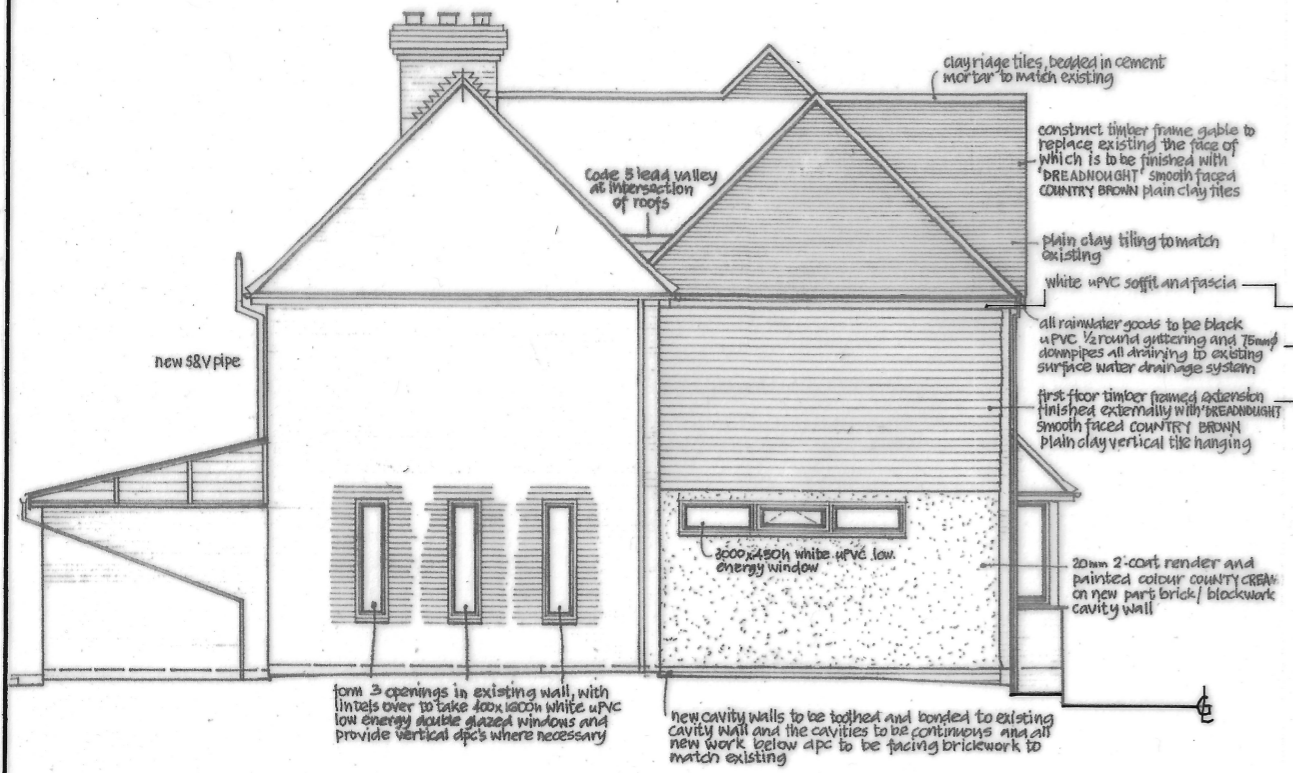 clay ridge tiles, bedded in cement
mortar to match existing
construct timber frame gable to
replace existing the face of
which is to be finished with
'DREADNOUGHT' smooth faced
COUNTRY BROWN plain clay tiles
Code 3 lead valley
at intersection
of roofs
plain clay tiling to match
existing
white uPVC soffit and fascia
all rainwater goods to be black
uPVC ½ round guttering and 75mmϕ
downpipes all draining to existing
surface water drainage system
new S&V pipe
first floor timber framed extension
finished externally with 'DREADNOUGHT'
smooth faced COUNTRY BROWN
plain clay vertical tile hanging
3000x450h white uPVC low
energy window
20mm 2-coat render and
painted colour COUNTY CREAM
on new part brick/blockwork
cavity wall
form 3 openings in existing wall, with
lintels over to take 400x1600h white uPVC
low energy double glazed windows and
provide vertical dpc's where necessary
new cavity walls to be toothed and bonded to existing
cavity wall and the cavities to be continuous and all
new work below dpc to be facing brickwork to
match existing
GL